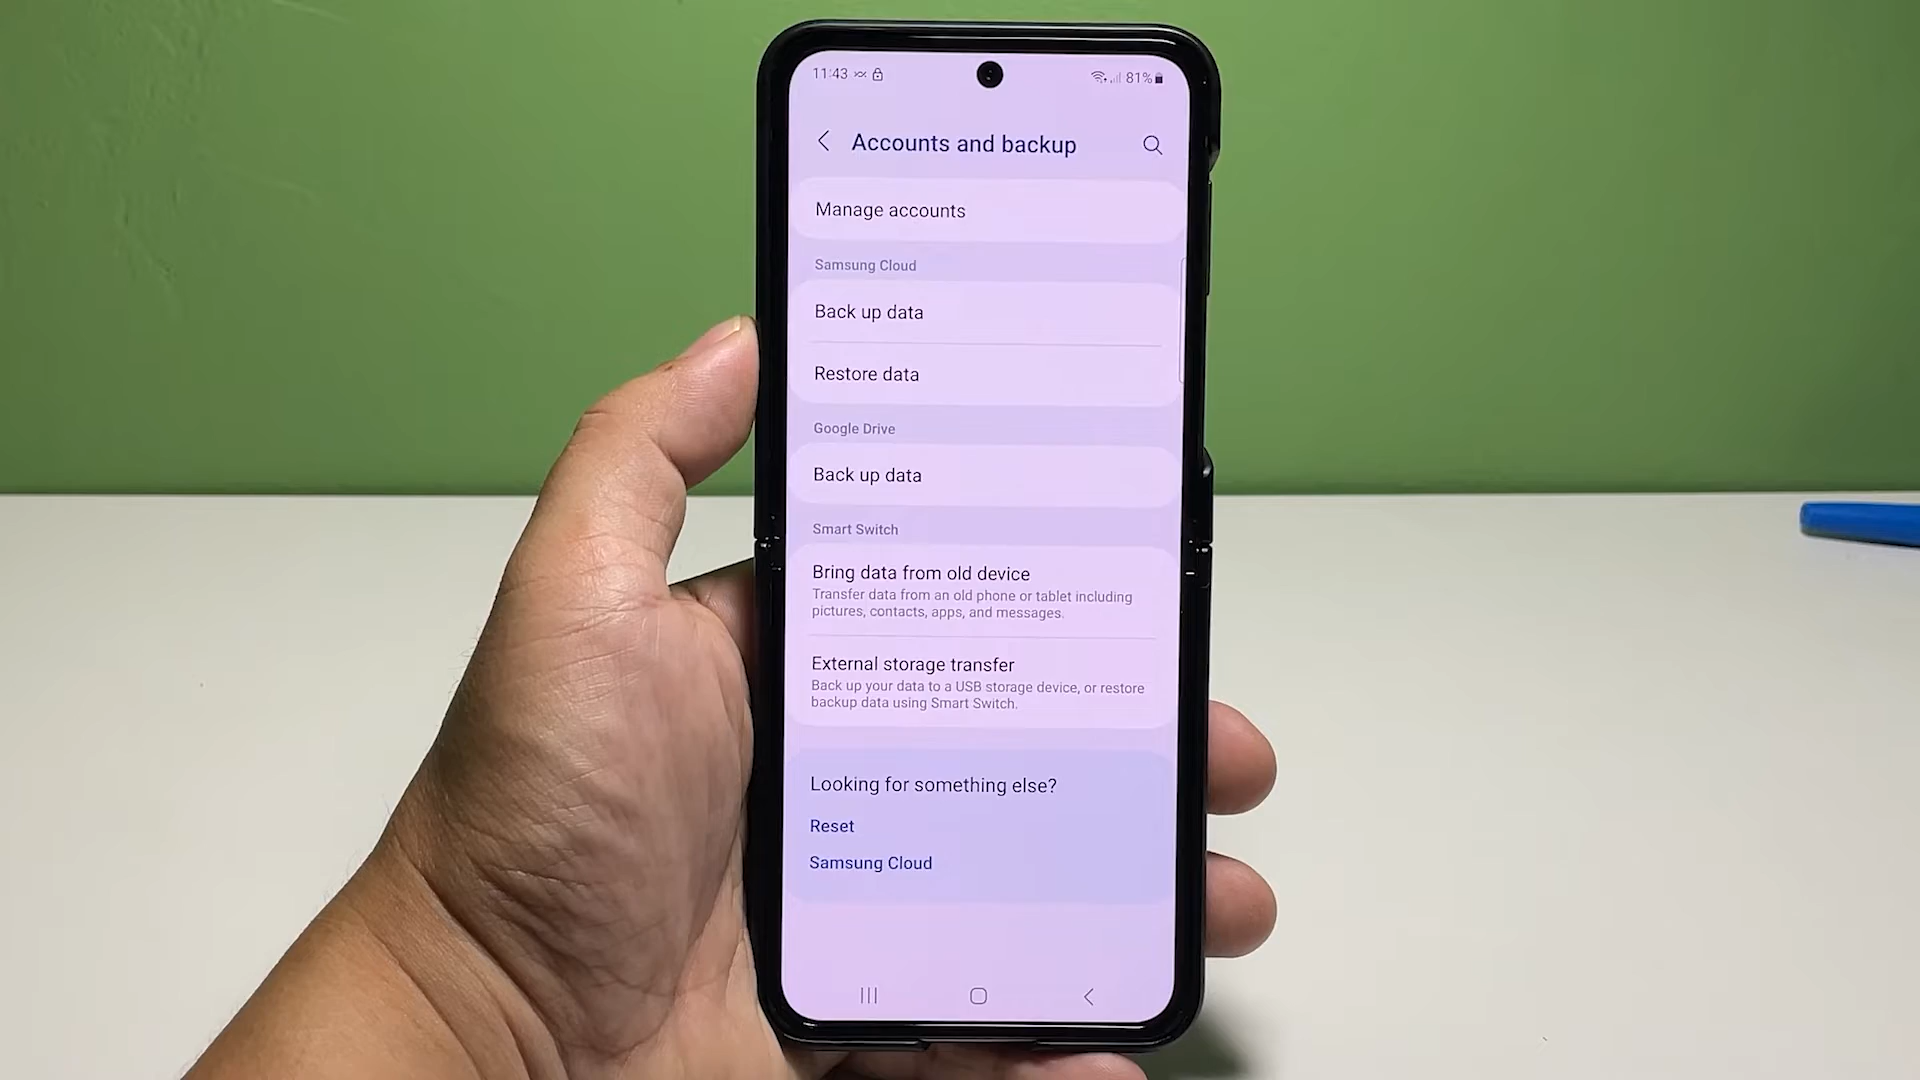 11:43
81%
Accounts and backup
Manage accounts
Samsung Cloud
Back up data
Restore data
Google Drive
Back up data
Smart Switch
Bring data from old device
Transfer data from an old phone or tablet including
pictures, contacts, apps, and messages.
External storage transfer
Back up your data to a USB storage device, or restore
backup data using Smart Switch.
Looking for something else?
Reset
Samsung Cloud